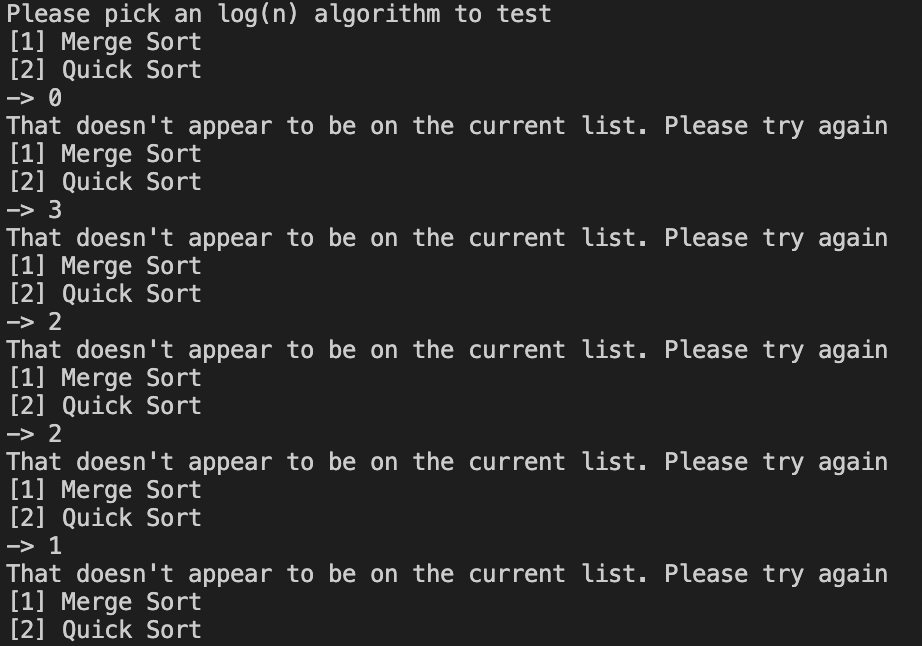 Please pick an log(n) algorithm to test
[1] Merge Sort
[2] Quick Sort
—> 0
That doesn't appear to be on the current list. Please try again
[1] Merge Sort
[2] Quick Sort
—> 3
That doesn't appear to be on the current list. Please try again
[1] Merge Sort
[2] Quick Sort
—> 2
That doesn't appear to be on the current list. Please try again
[1] Merge Sort
[2] Quick Sort
—> 2
That doesn't appear to be on the current list. Please try again
[1] Merge Sort
[2] Quick Sort
—> 1
That doesn't appear to be on the current list. Please try again
[1] Merge Sort
[2] Quick Sort